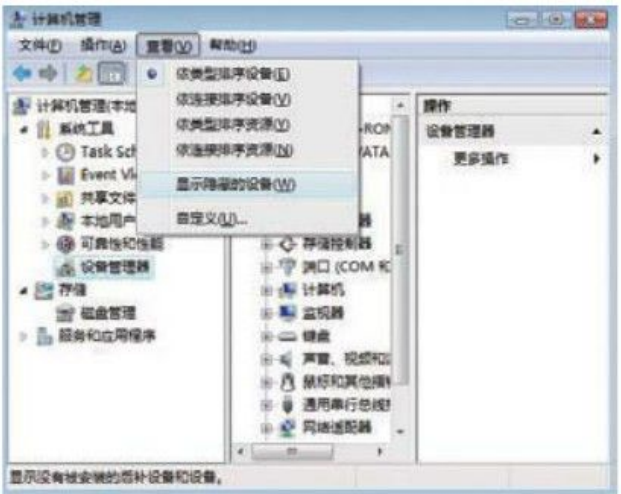 计算机管理
文件(F) 操作(A) 查看(V) 帮助(H)
依类型排序设备(E)
依连接排序设备(V)
依类型排序资源(Y)
依连接排序资源(N)
显示隐藏的设备(W)
自定义(U)...
计算机管理(本地
系统工具
Task Sch
Event Vi
共享文件
本地用户
可靠性和性能
设备管理器
存储
磁盘管理
服务和应用程序
-ROM
/ATA
器
存储控制器
端口 (COM 和
计算机
监视器
键盘
声音、视频和
鼠标和其他指
通用串行总线
网络适配器
操作
设备管理器
更多操作
显示没有被安装的后补设备和设备。